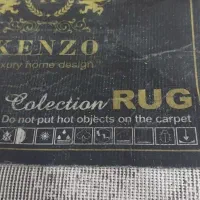 KENZO
xury home design
Colection RUG
Do not put hot objects on the carpet